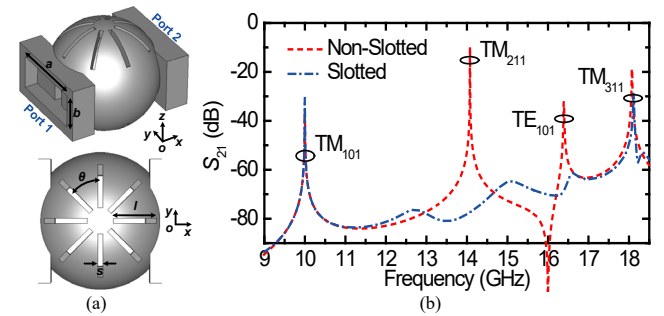 Port 2
a
b
Port 1
z
y
x
o
θ
l
y
o
x
s
(a)
0
-20
-40
-60
-80
S21 (dB)
Non-Slotted
Slotted
TM101
TM211
TE101
TM311
9 10 11 12 13 14 15 16 17 18
Frequency (GHz)
(b)